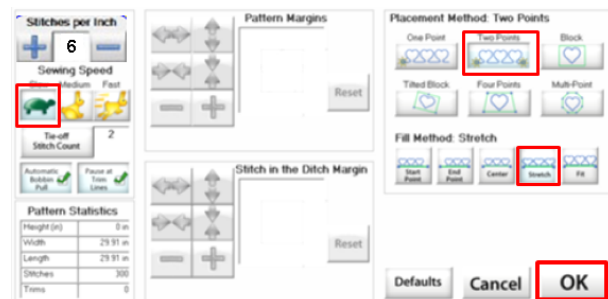 Stitches per Inch
6
Sewing Speed
Slow Medium Fast
Tie-off
Stitch Count
2
Automatic
Bobbin
Pull
Pause at
Trim
Lines
Pattern Statistics
Height (in) 0 in
Width 29.91 in
Length 29.91 in
Stitches 300
Trims 0
Pattern Margins
Reset
Stitch in the Ditch Margin
Reset
Placement Method: Two Points
One Point Two Points Block
Tilted Block Four Points Multi-Point
Fill Method: Stretch
Start
Point
End
Point
Center
Stretch
Fit
Defaults Cancel OK